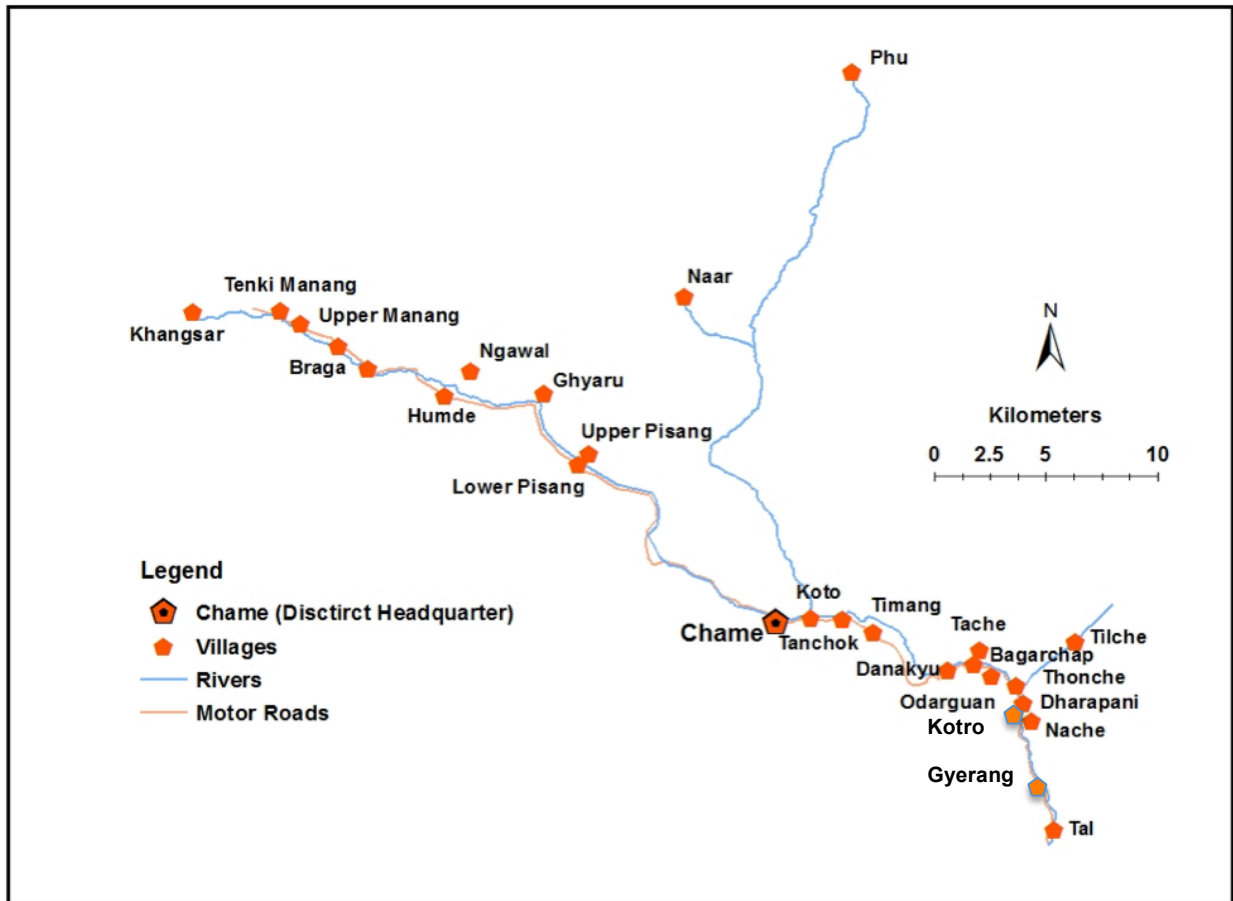 Phu
Naar
N
Tenki Manang
Upper Manang
Khangsar
Braga
Ngawal
Ghyaru
Humde
Upper Pisang
Lower Pisang
Kilometers
0 2.5 5 10
Legend
Chame (Disctirct Headquarter)
Villages
Rivers
Motor Roads
Koto
Timang
Chame
Tanchok
Tache
Tilche
Bagarchap
Danakyu
Thonche
Odarguan
Dharapani
Kotro
Nache
Gyerang
Tal